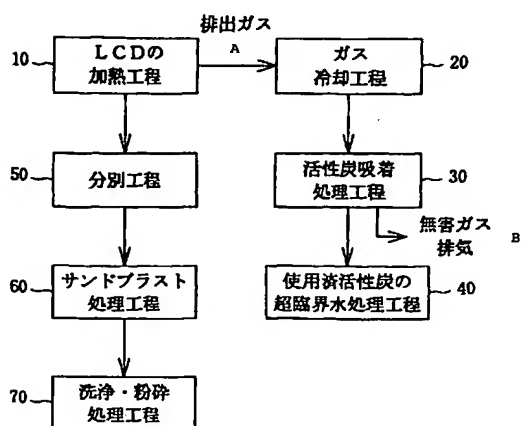 排出ガス
A
10
LCDの
加熱工程
ガス
冷却工程
20
50
分別工程
活性炭吸着
処理工程
30
無害ガス
排気
B
60
サンドブラスト
処理工程
使用済活性炭の
超臨界水処理工程
40
70
洗浄・粉砕
処理工程